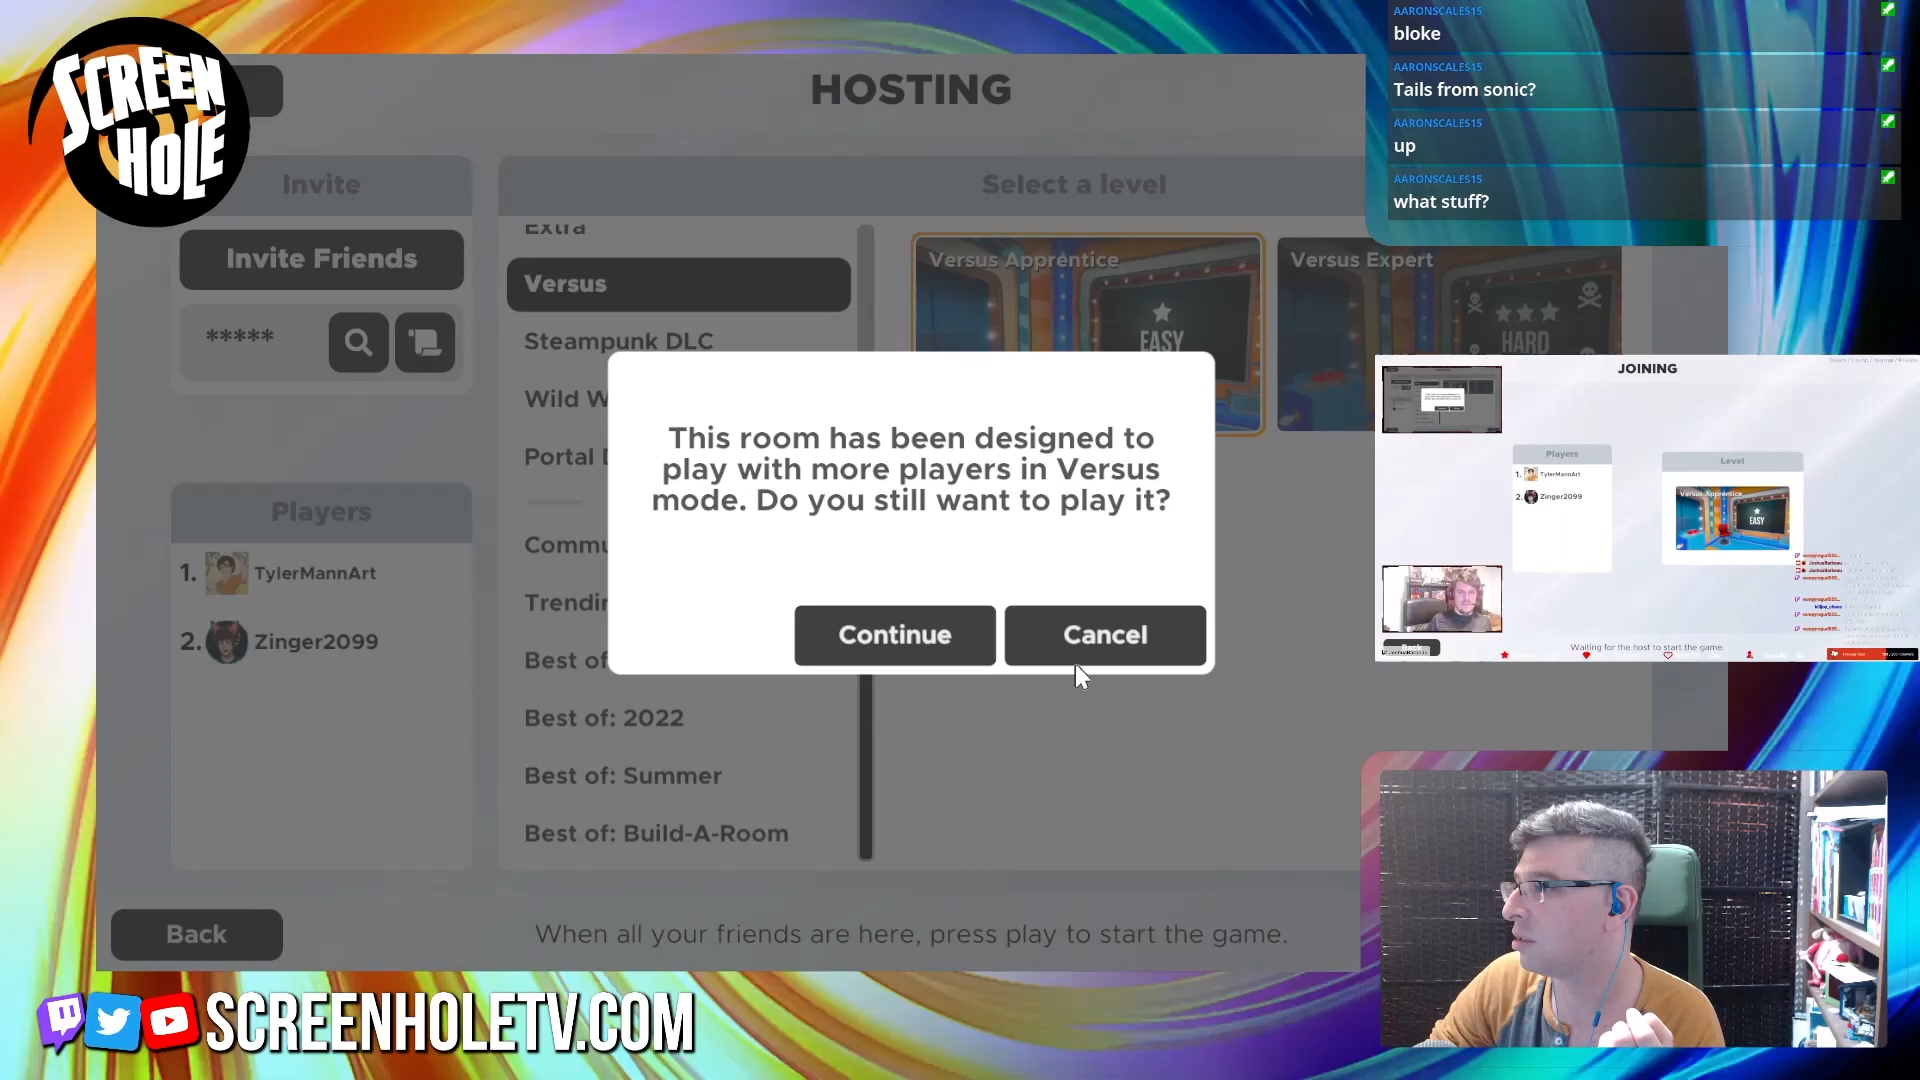 SCREEN
HOLE
HOSTING
Invite
Invite Friends
*****
Players
1. TylerMannArt
2. Zinger2099
Back
Select a level
Extra
Versus
Steampunk DLC
Wild W
Portal
Commu
Trendin
Best of
Best of: 2022
Best of: Summer
Best of: Build-A-Room
Versus Apprentice
EASY
Versus Expert
HARD
This room has been designed to
play with more players in Versus
mode. Do you still want to play it?
Continue
Cancel
When all your friends are here, press play to start the game.
AARONSCALES15
bloke
AARONSCALES15
Tails from sonic?
AARONSCALES15
up
AARONSCALES15
what stuff?
JOINING
Players
1. TylerMannArt
2. Zinger2099
Level
Versus Apprentice
EASY
Waiting for the host to start the game.
SCREENHOLETV.COM